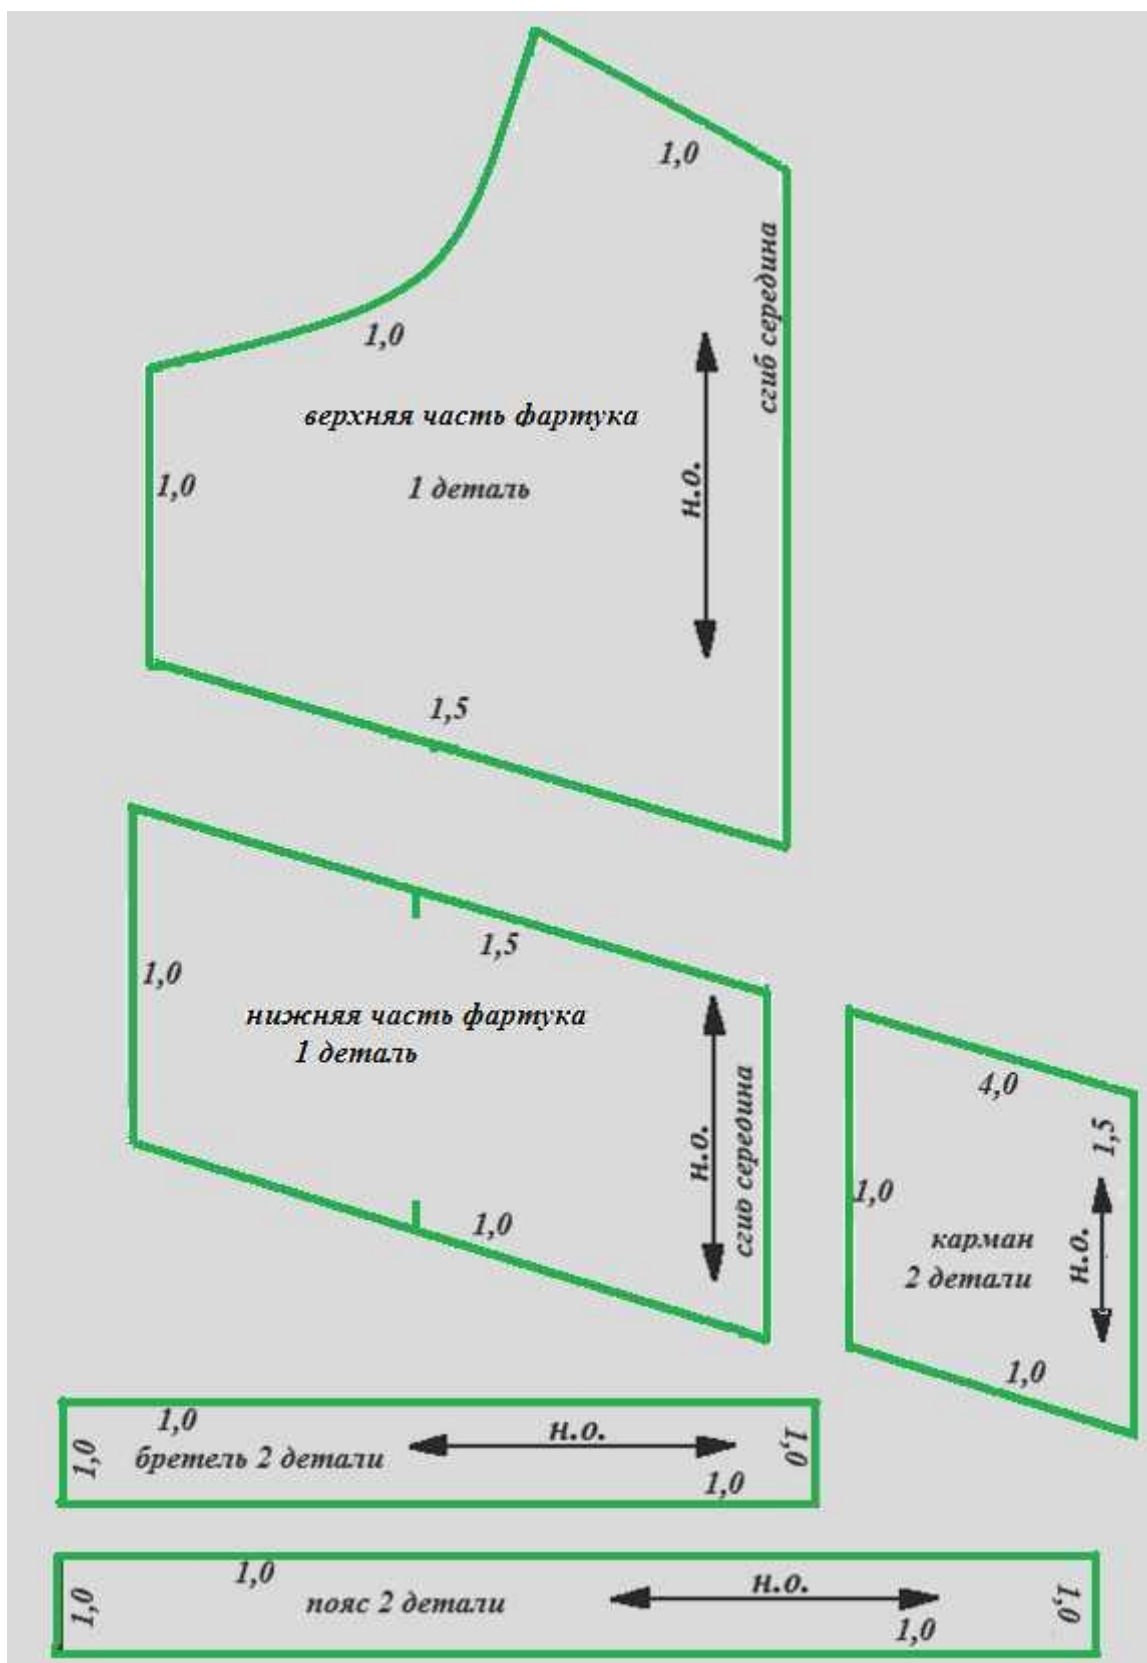 1,0
сгиб середина
1,0
верхняя часть фартука
1,0
1 деталь
н.о.
1,5
1,5
1,0
нижняя часть фартука
1 деталь
н.о.
сгиб середина
1,0
4,0
1,5
1,0
карман
2 детали
н.о.
1,0
1,0
н.о.
1,0
бретель 2 детали
1,0
1,0
1,0
н.о.
1,0
пояс 2 детали
1,0
1,0